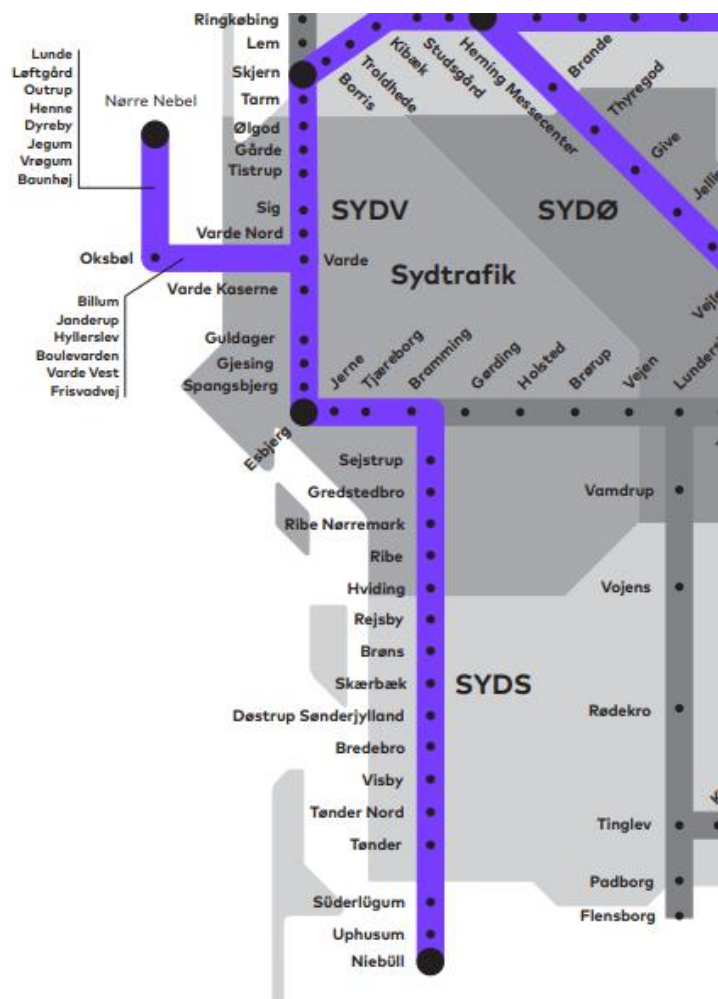 Ringkøbing
Lem
Skjern
Tarm
Ølgod
Gårde
Tistrup
Sig
Varde Nord
Varde
Varde Kaserne
Guldager
Gjesing
Spangsbjerg
Esbjerg
Lunde
Løftgård
Outrup
Henne
Dyreby
Jegum
Vrøgum
Baunhøj
Nørre Nebel
Oksbøl
Billum
Janderup
Hyllerslev
Boulevarden
Varde Vest
Frisvadvej
Borris
Troldhede
Kibæk
Studsgård
Herning Messecenter
Brande
Thyregod
Give
SYDV
SYDØ
Sydtrafik
Jerne
Tjæreborg
Bramming
Gørding
Holsted
Brørup
Vejen
Sejstrup
Gredstedbro
Ribe Nørremark
Ribe
Hviding
Rejsby
Brøns
Skærbæk
Døstrup Sønderjylland
Bredebro
Visby
Tønder Nord
Tønder
Süderlügum
Uphusum
Niebüll
SYDS
Vamdrup
Vojens
Rødekro
Tinglev
Padborg
Flensborg